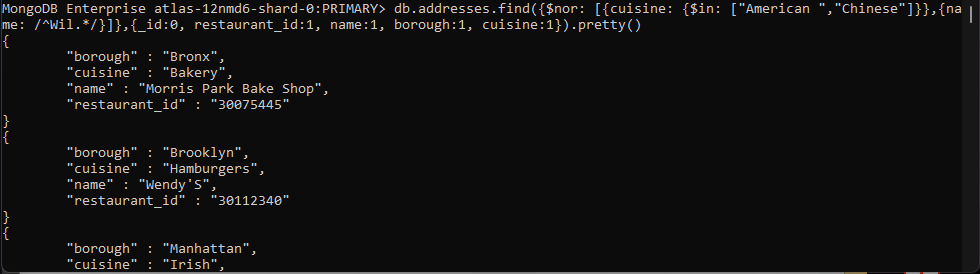 MongoDB Enterprise atlas-12nmd6-shard-0:PRIMARY> db.addresses.find({$nor: [{cuisine: {$in: ["American ","Chinese"]}},{na
me: /^Wil.*/}]},{_id:0, restaurant_id:1, name:1, borough:1, cuisine:1}).pretty()
{
        "borough" : "Bronx",
        "cuisine" : "Bakery",
        "name" : "Morris Park Bake Shop",
        "restaurant_id" : "30075445"
}
{
        "borough" : "Brooklyn",
        "cuisine" : "Hamburgers",
        "name" : "Wendy'S",
        "restaurant_id" : "30112340"
}
{
        "borough" : "Manhattan",
        "cuisine" : "Irish",